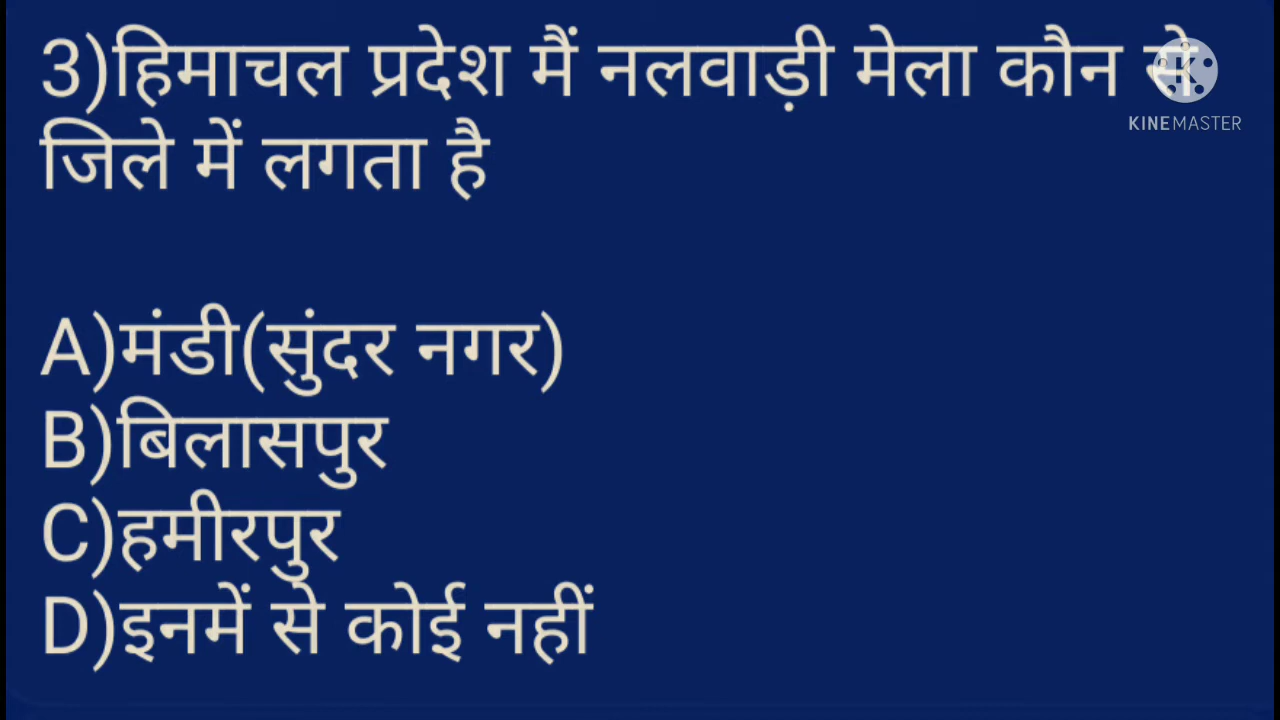 3)हिमाचल प्रदेश मैं नलवाड़ी मेला कौन से
जिले में लगता है
KINEMASTER
A)मंडी(सुंदर नगर)
B)बिलासपुर
C)हमीरपुर
D)इनमें से कोई नहीं